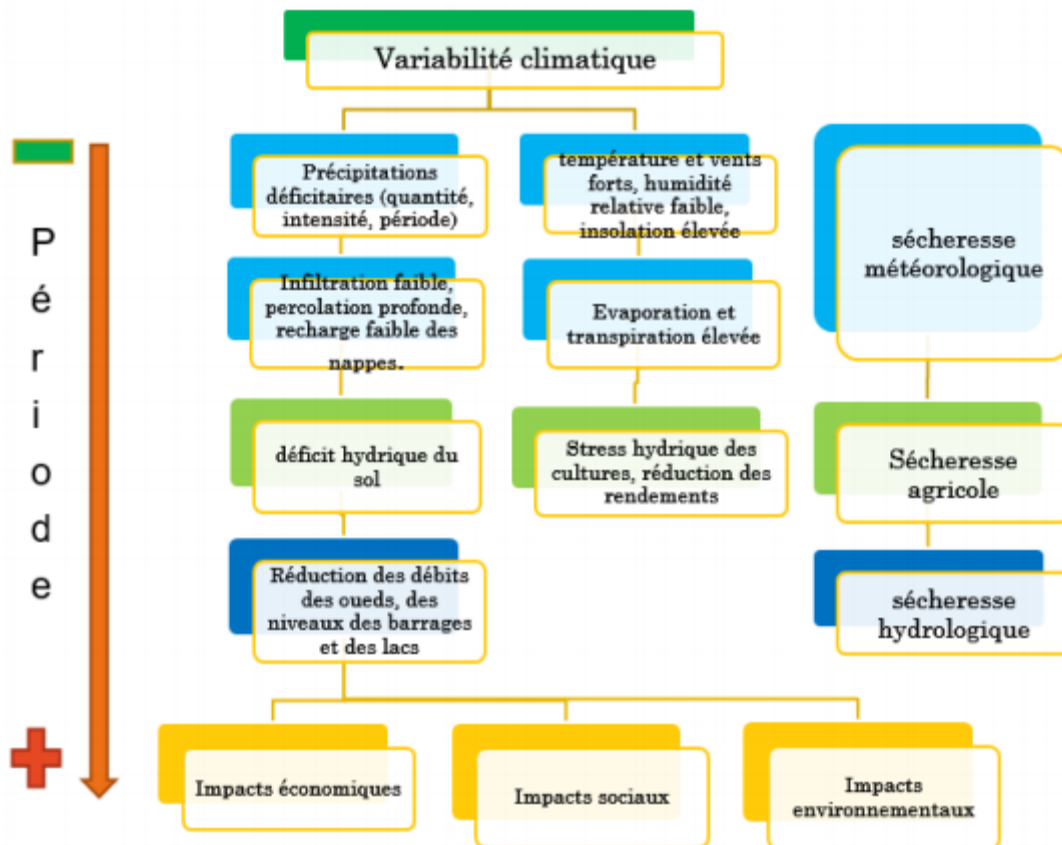 Variabilité climatique
Précipitations
déficitaires (quantité,
intensité, période)
température et vents
forts, humidité
relative faible,
insolation élevée
sécheresse
météorologique
Infiltration faible,
percolation profonde,
recharge faible des
nappes.
Evaporation et
transpiration élevée
déficit hydrique du
sol
Stress hydrique des
cultures, réduction des
rendements
Sécheresse
agricole
Réduction des débits
des oueds, des
niveaux des barrages
et des lacs
sécheresse
hydrologique
Impacts économiques
Impacts sociaux
Impacts
environnementaux
P
é
r
i
o
d
e